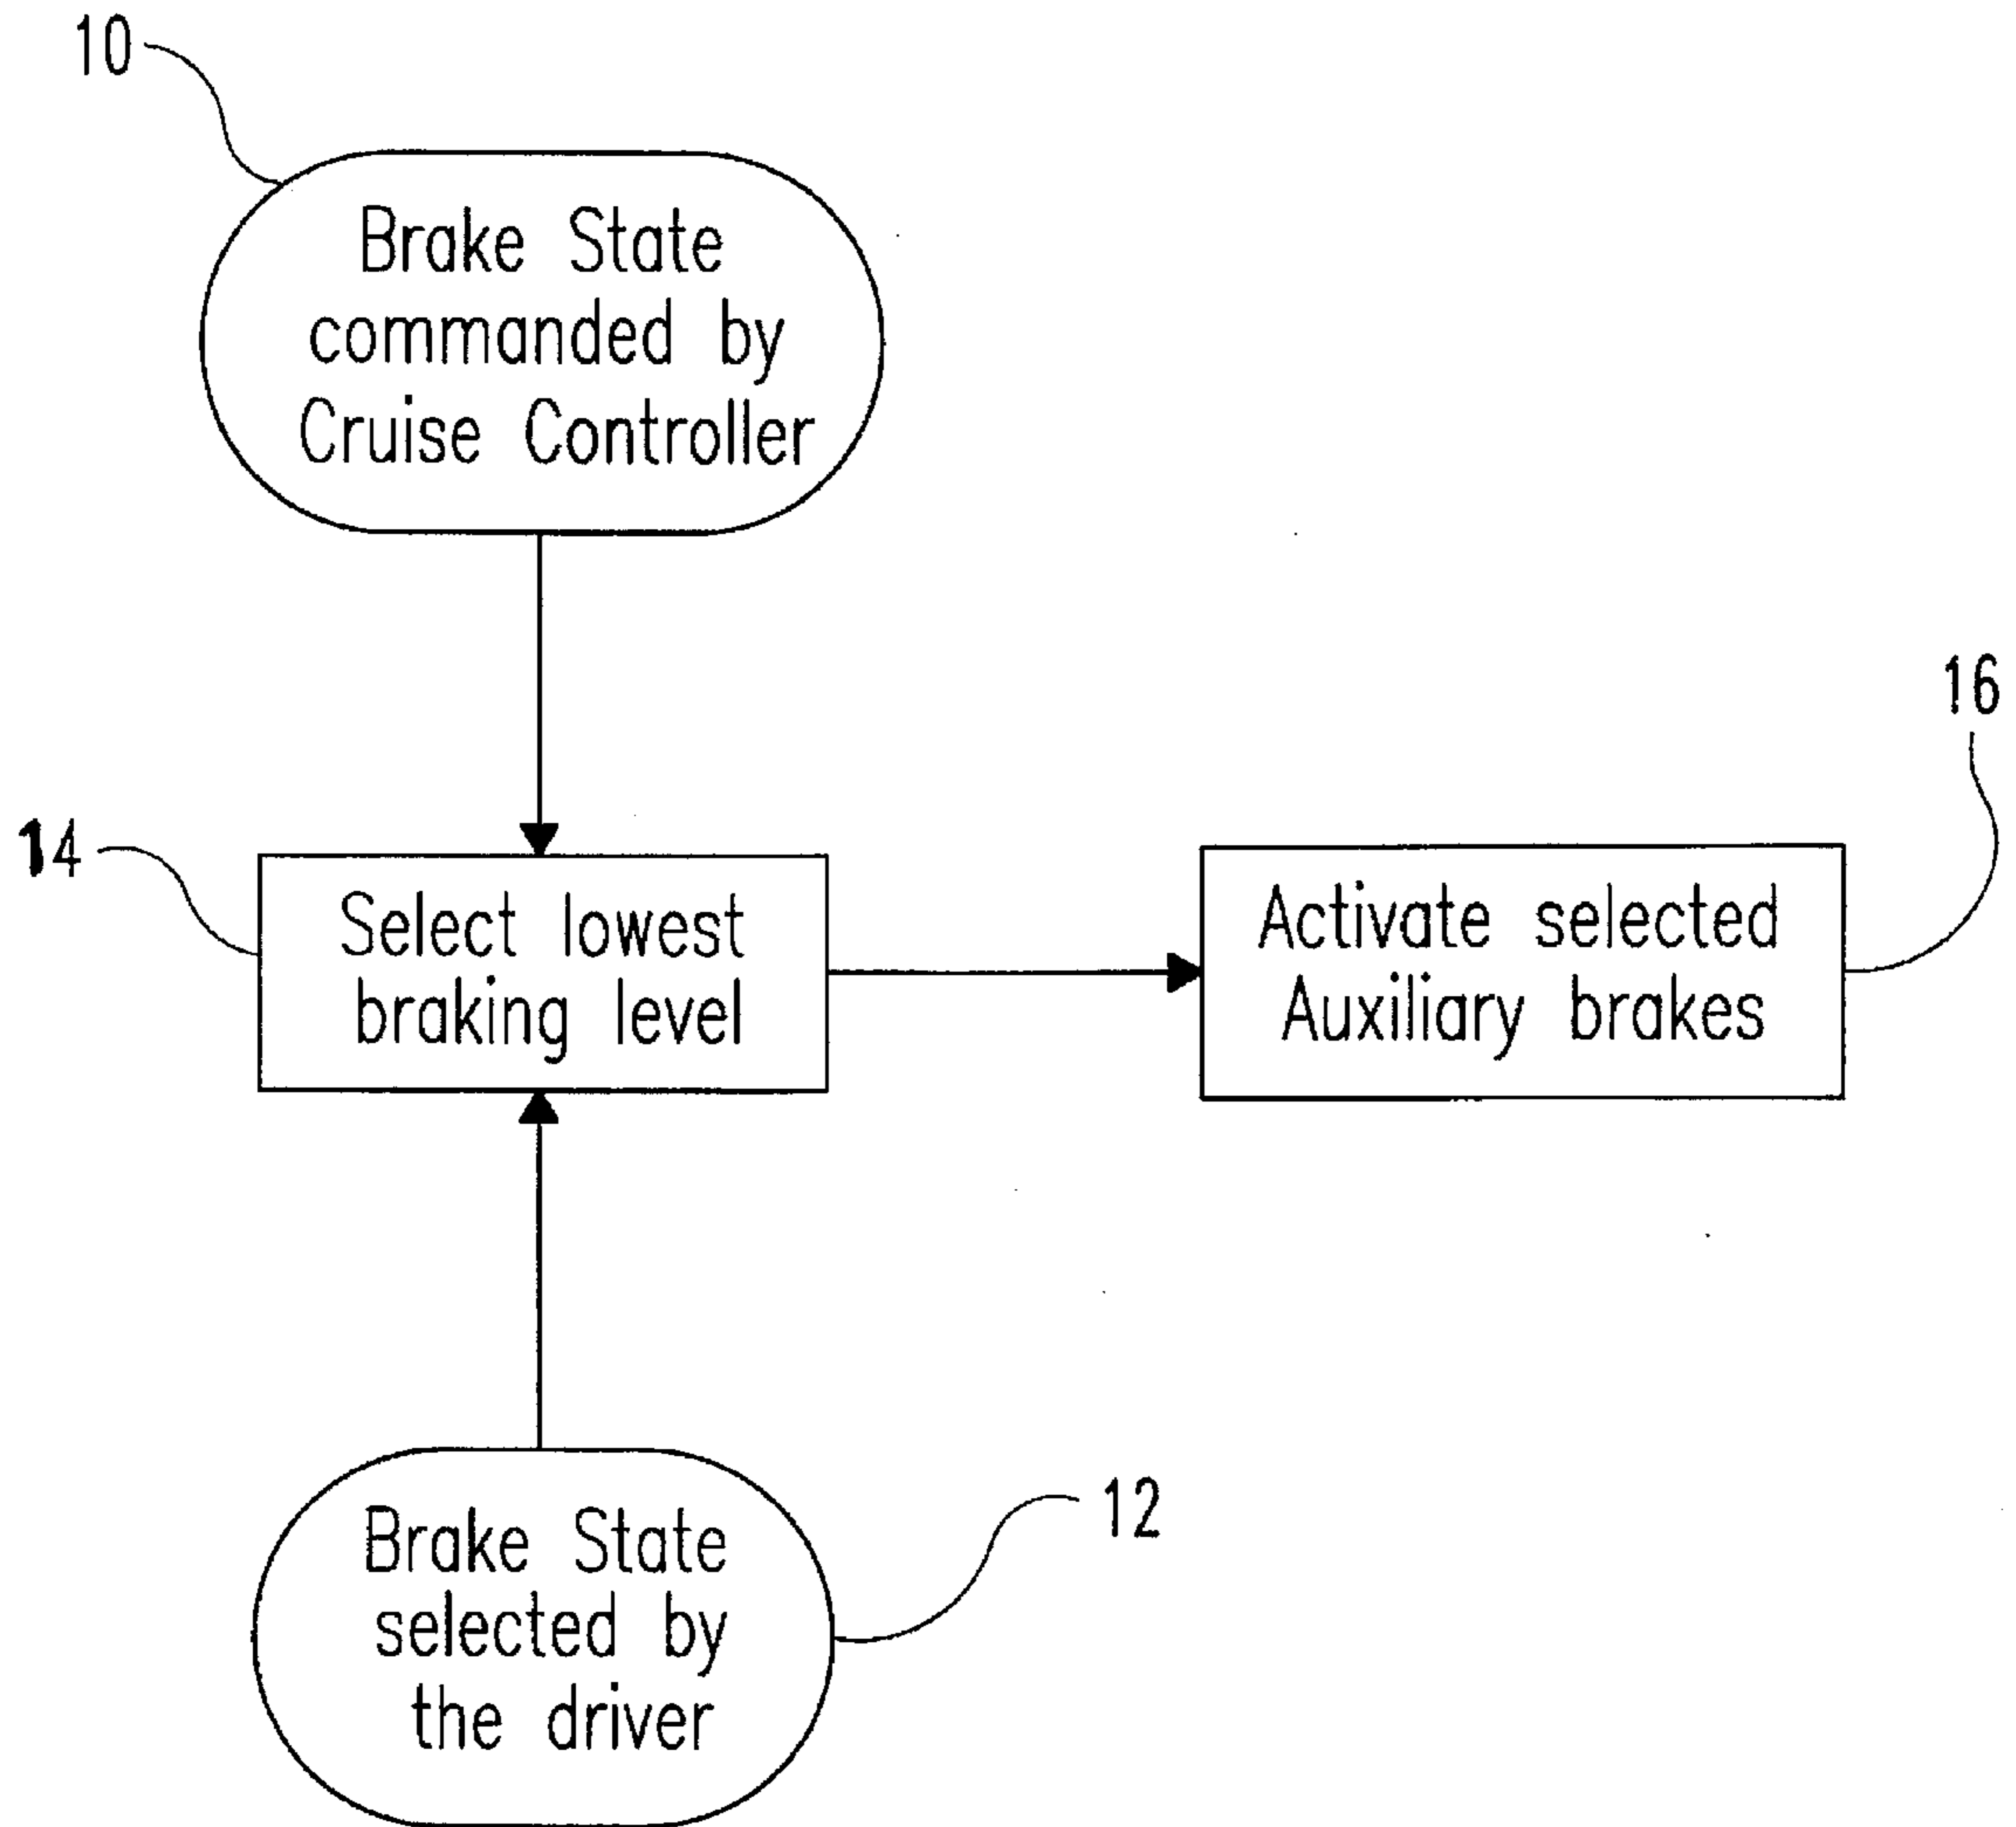 10
Brake State
commanded by
Cruise Controller
16
14
Select lowest
braking level
Activate selected
Auxiliary brakes
12
Brake State
selected by
the driver